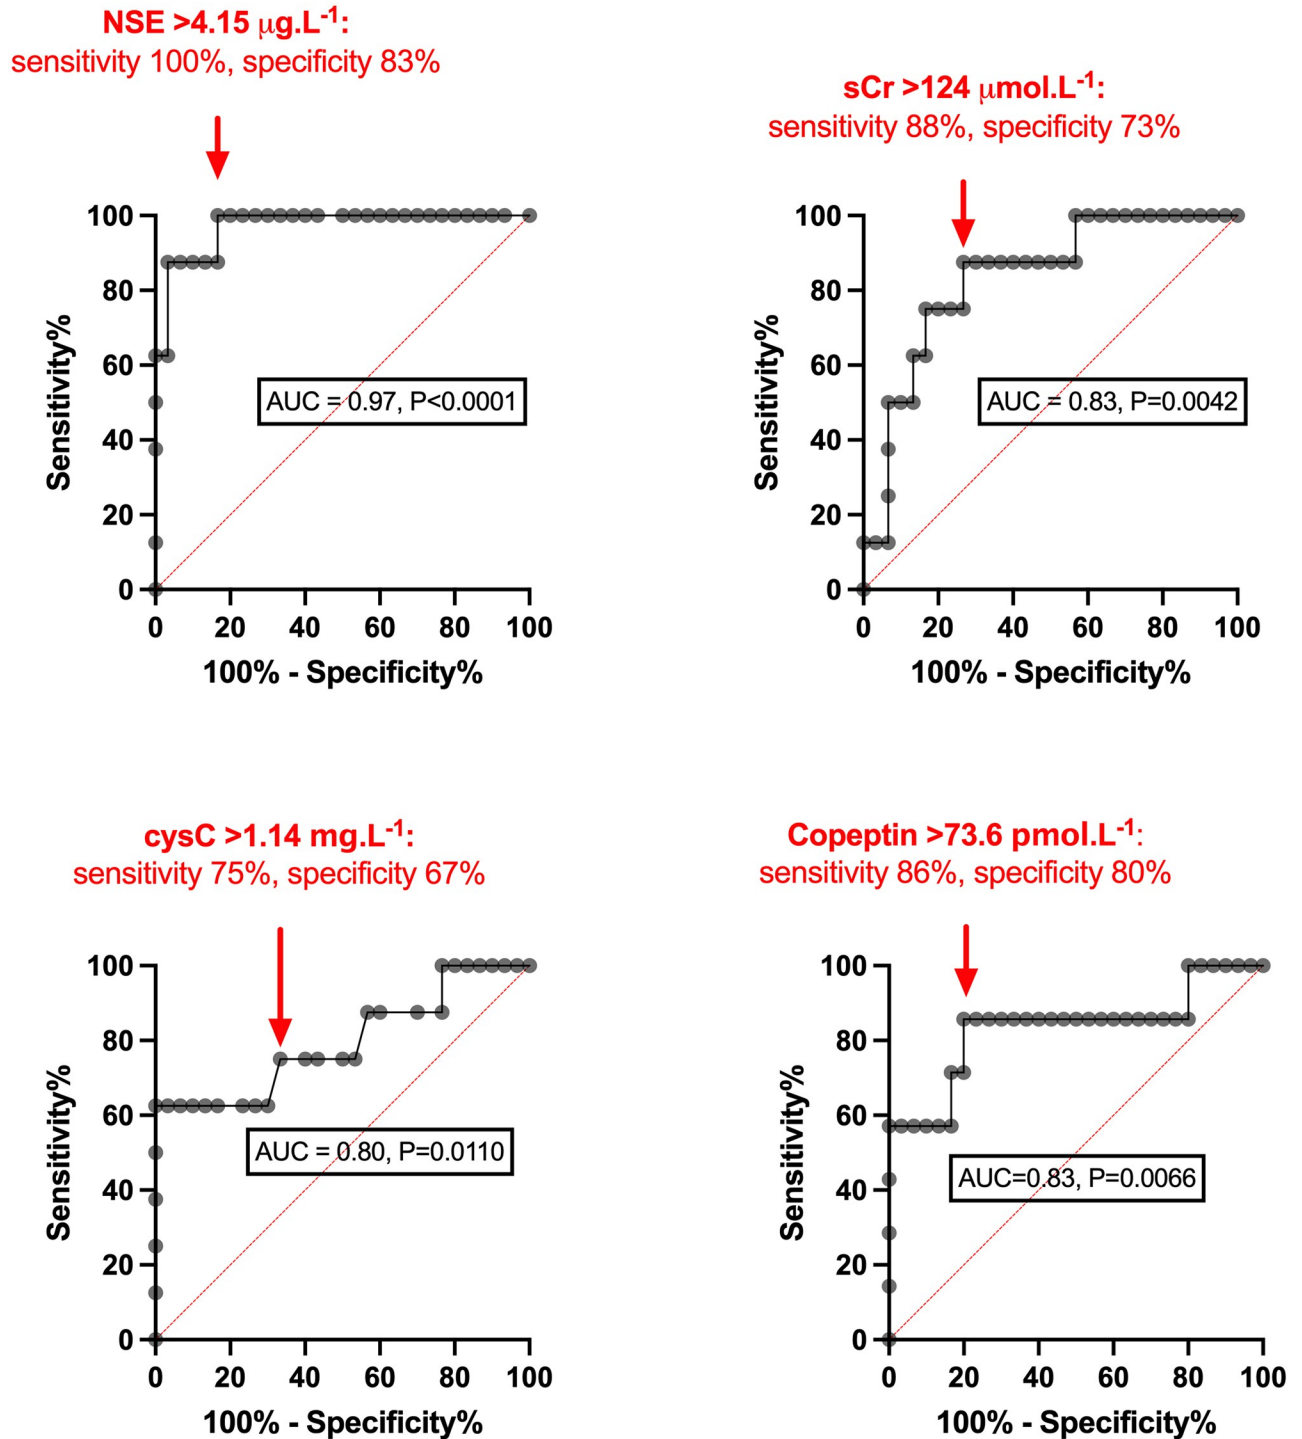 NSE >4.15 μg.L⁻¹:
sensitivity 100%, specificity 83%
100
80
60
40
20
0
Sensitivity%
AUC = 0.97, P<0.0001
0 20 40 60 80 100
100% - Specificity%
sCr >124 μmol.L⁻¹:
sensitivity 88%, specificity 73%
100
80
60
40
20
0
Sensitivity%
AUC = 0.83, P=0.0042
0 20 40 60 80 100
100% - Specificity%
cysC >1.14 mg.L⁻¹:
sensitivity 75%, specificity 67%
100
80
60
40
20
0
Sensitivity%
AUC = 0.80, P=0.0110
0 20 40 60 80 100
100% - Specificity%
Copeptin >73.6 pmol.L⁻¹:
sensitivity 86%, specificity 80%
100
80
60
40
20
0
Sensitivity%
AUC=0.83, P=0.0066
0 20 40 60 80 100
100% - Specificity%